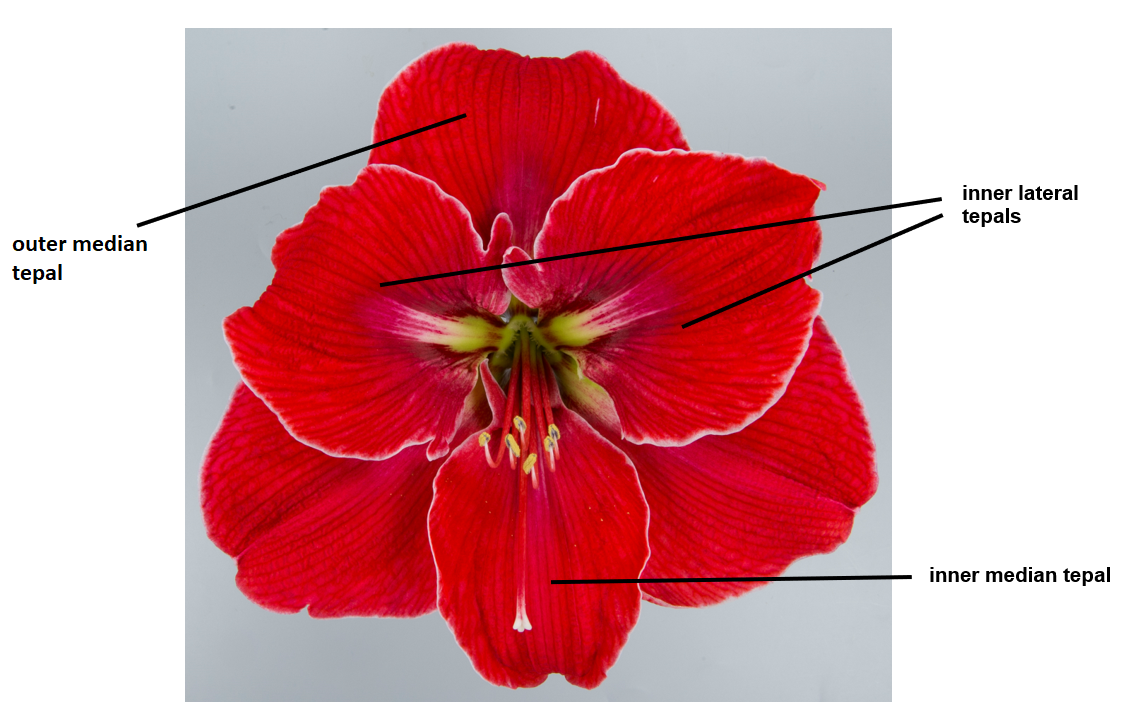 outer median
tepal
inner lateral
tepals
inner median tepal